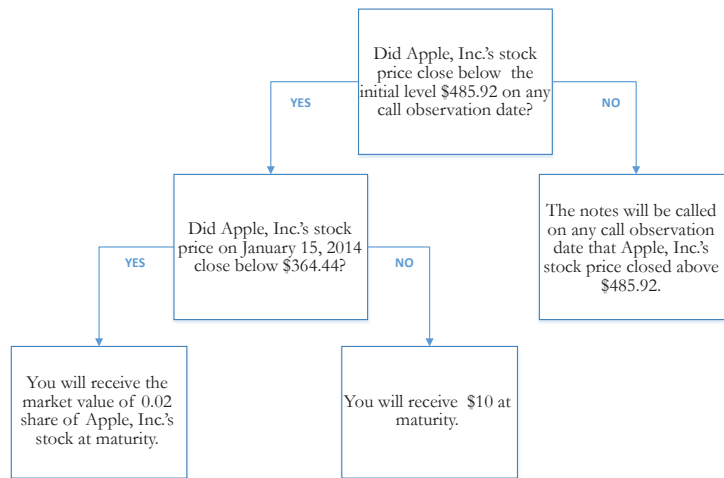 Did Apple, Inc.'s stock
price close below the
initial level $485.92 on any
call observation date?
YES
NO
Did Apple, Inc.'s stock
price on January 15, 2014
close below $364.44?
The notes will be called
on any call observation
date that Apple, Inc.'s
stock price closed above
$485.92.
YES
NO
You will receive the
market value of 0.02
share of Apple, Inc.'s
stock at maturity.
You will receive $10 at
maturity.